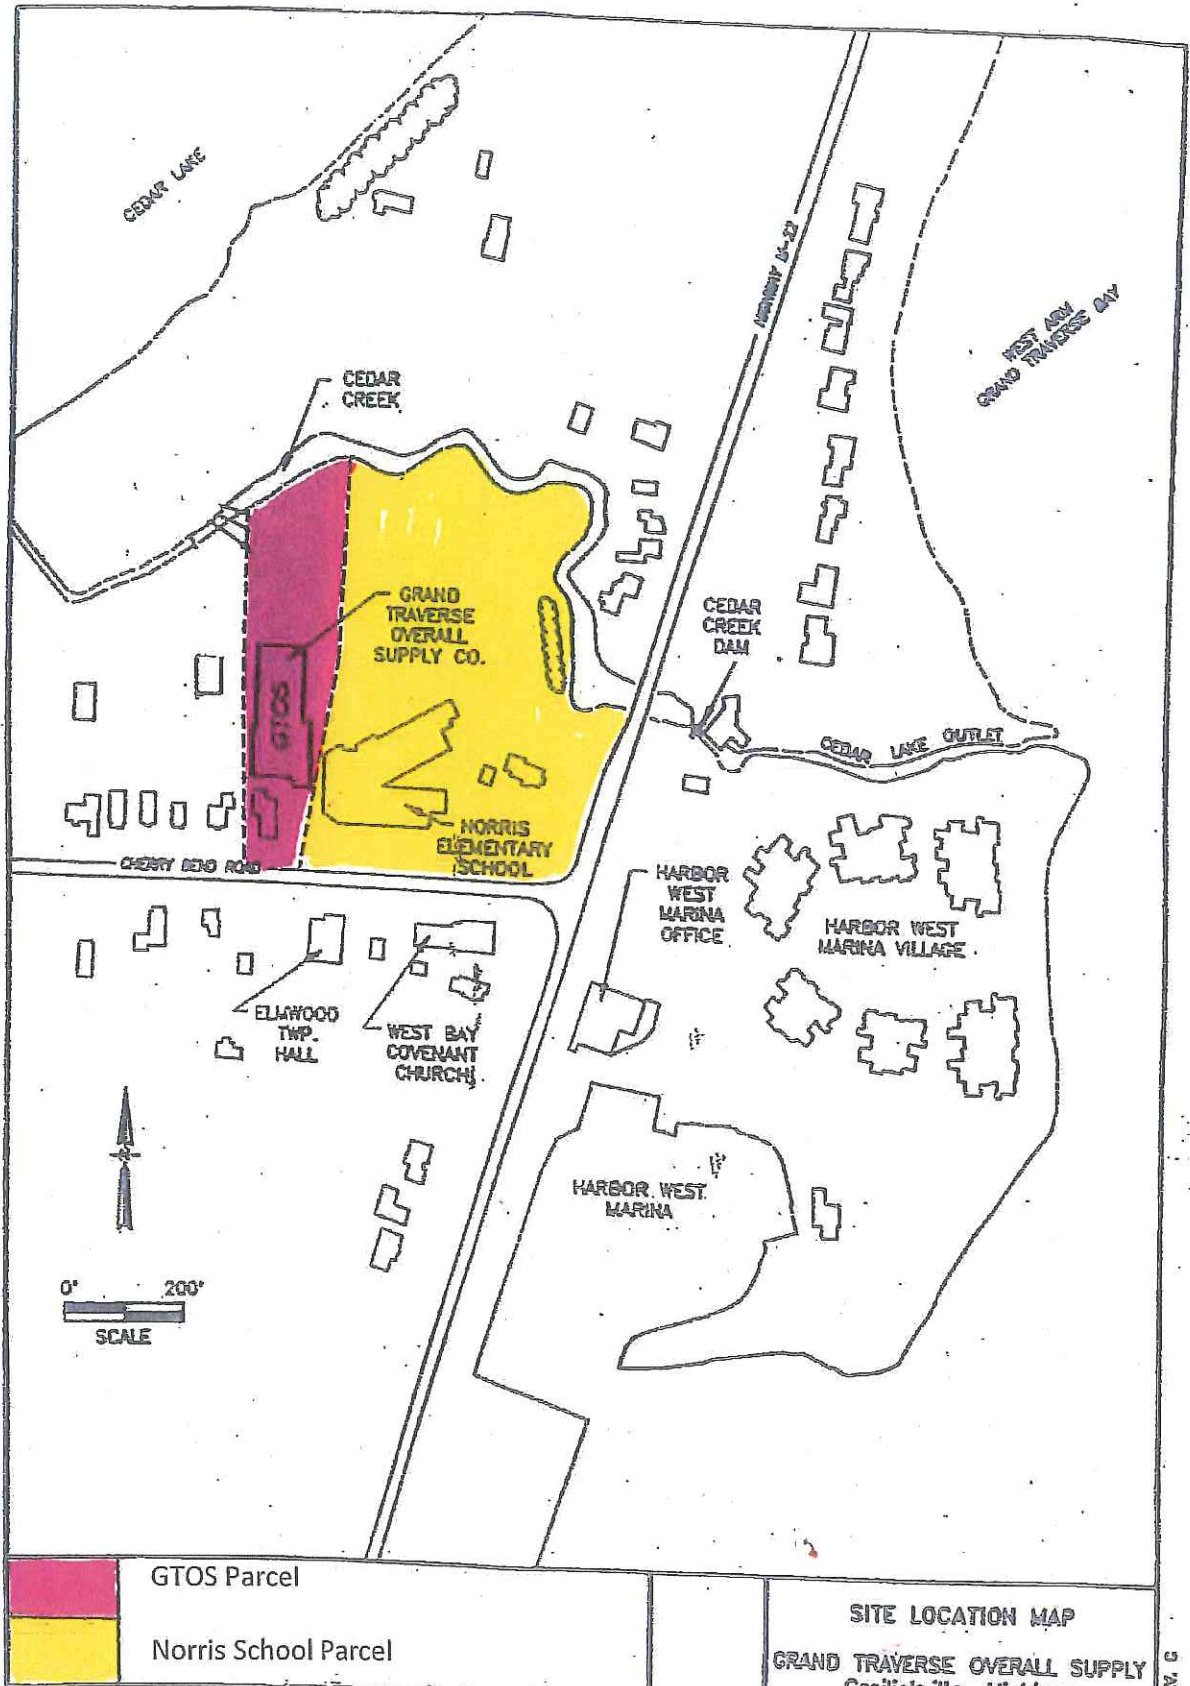 CEDAR LAKE
HIGHWAY M-22
WEST ARM
GRAND TRAVERSE BAY
CEDAR
CREEK
GRAND
TRAVERSE
OVERALL
SUPPLY CO.
CEDAR
CREEK
DAM
GTOS
CEDAR LAKE OUTLET
NORRIS
ELEMENTARY
SCHOOL
CHERRY BEND ROAD
HARBOR
WEST
MARINA
OFFICE
HARBOR WEST
MARINA VILLAGE
ELMWOOD
TWP.
HALL
WEST BAY
COVENANT
CHURCH
HARBOR WEST
MARINA
0' 200'
SCALE
GTOS Parcel
Norris School Parcel
SITE LOCATION MAP
GRAND TRAVERSE OVERALL SUPPLY